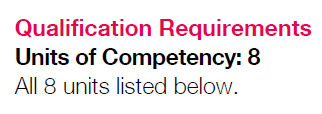 Qualification Requirements
Units of Competency: 8
All 8 units listed below.